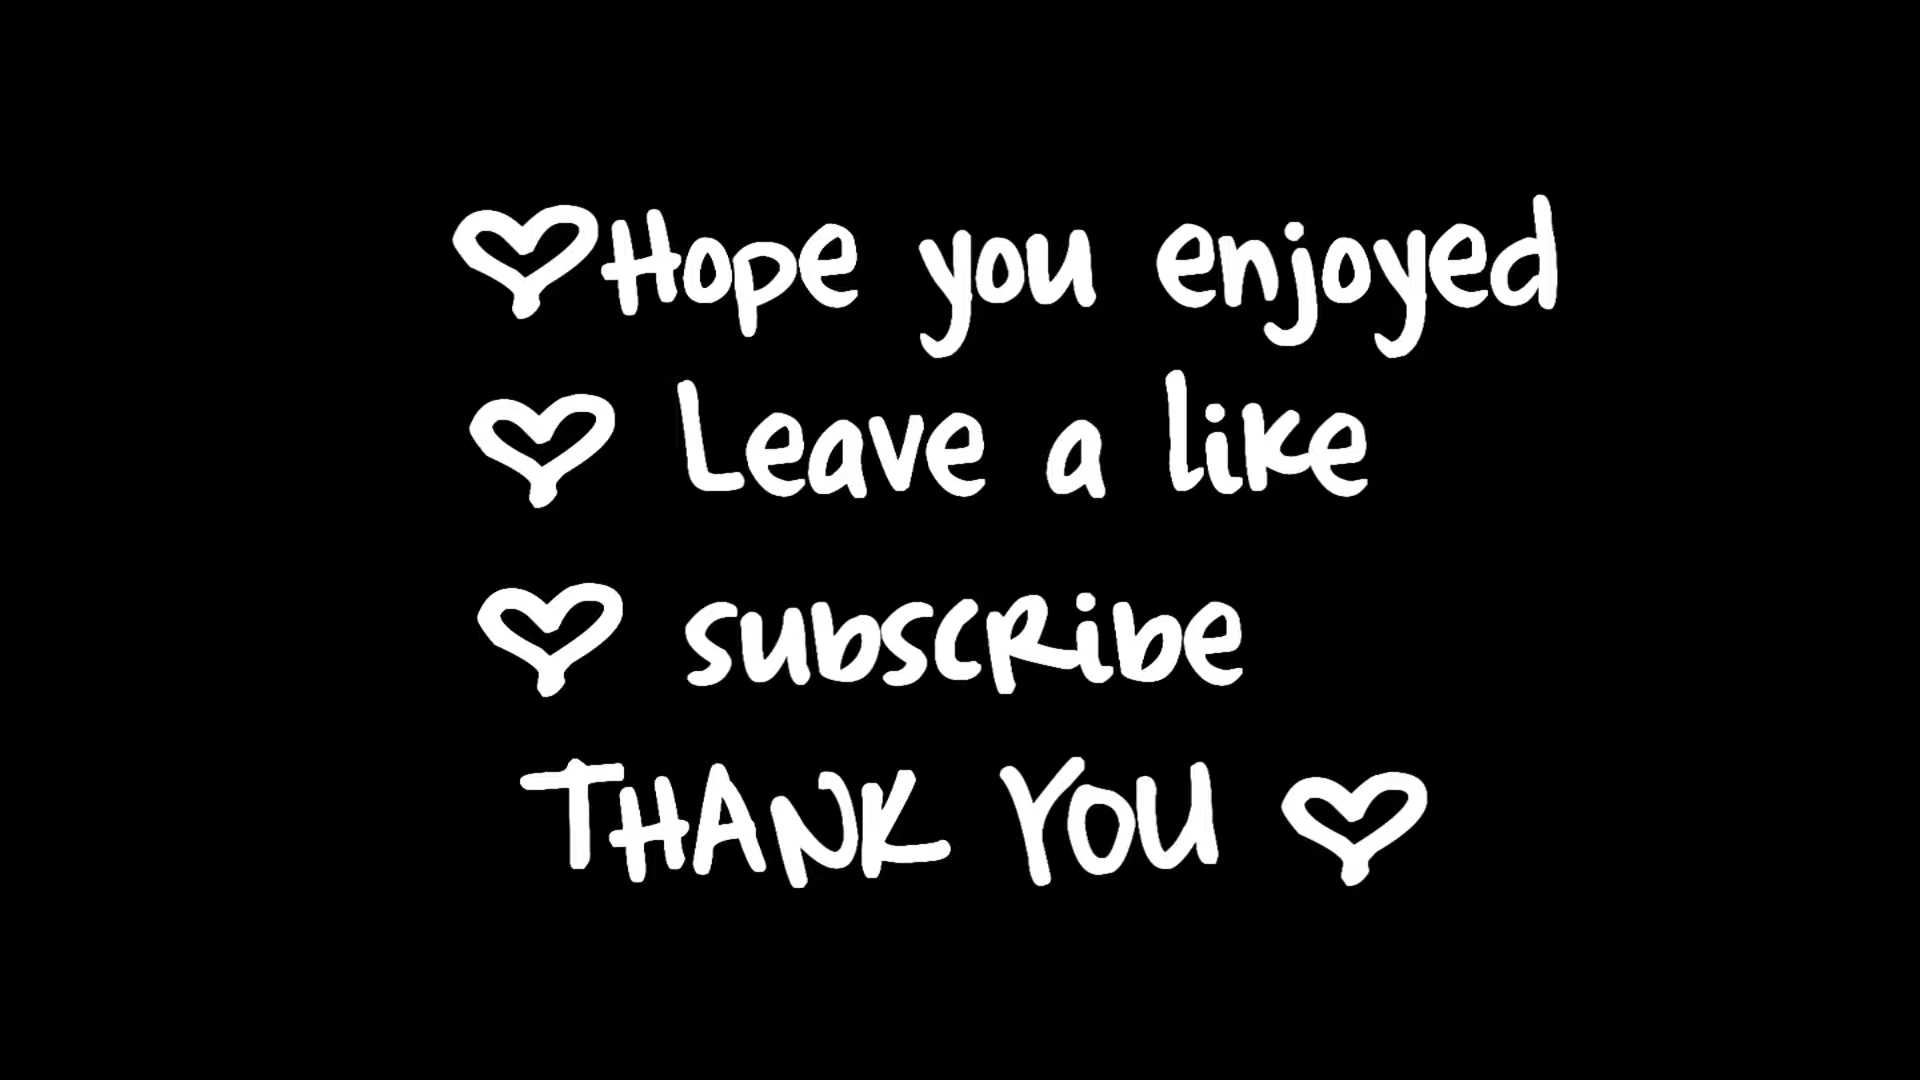 ♡Hope you enjoyed
♡ Leave a like
♡ subscribe
THANK YOU ♡